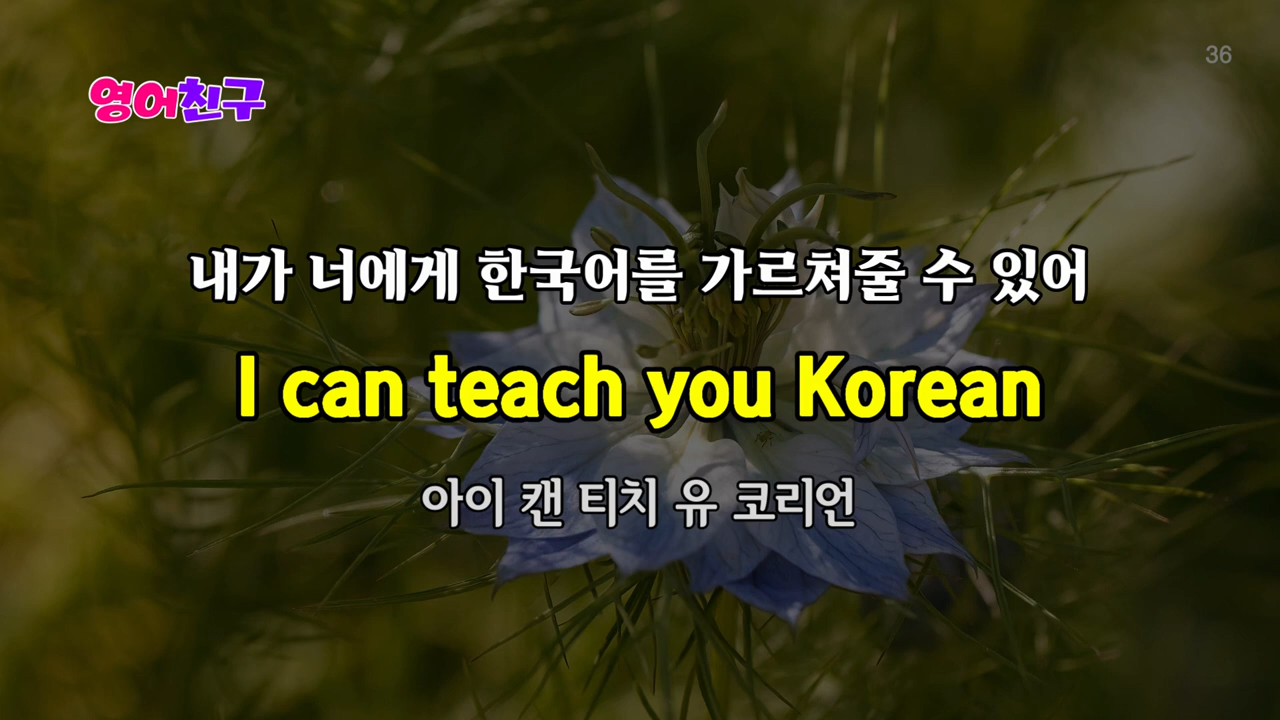 36
영어친구
내가 너에게 한국어를 가르쳐줄 수 있어
I can teach you Korean
아이 캔 티치 유 코리언